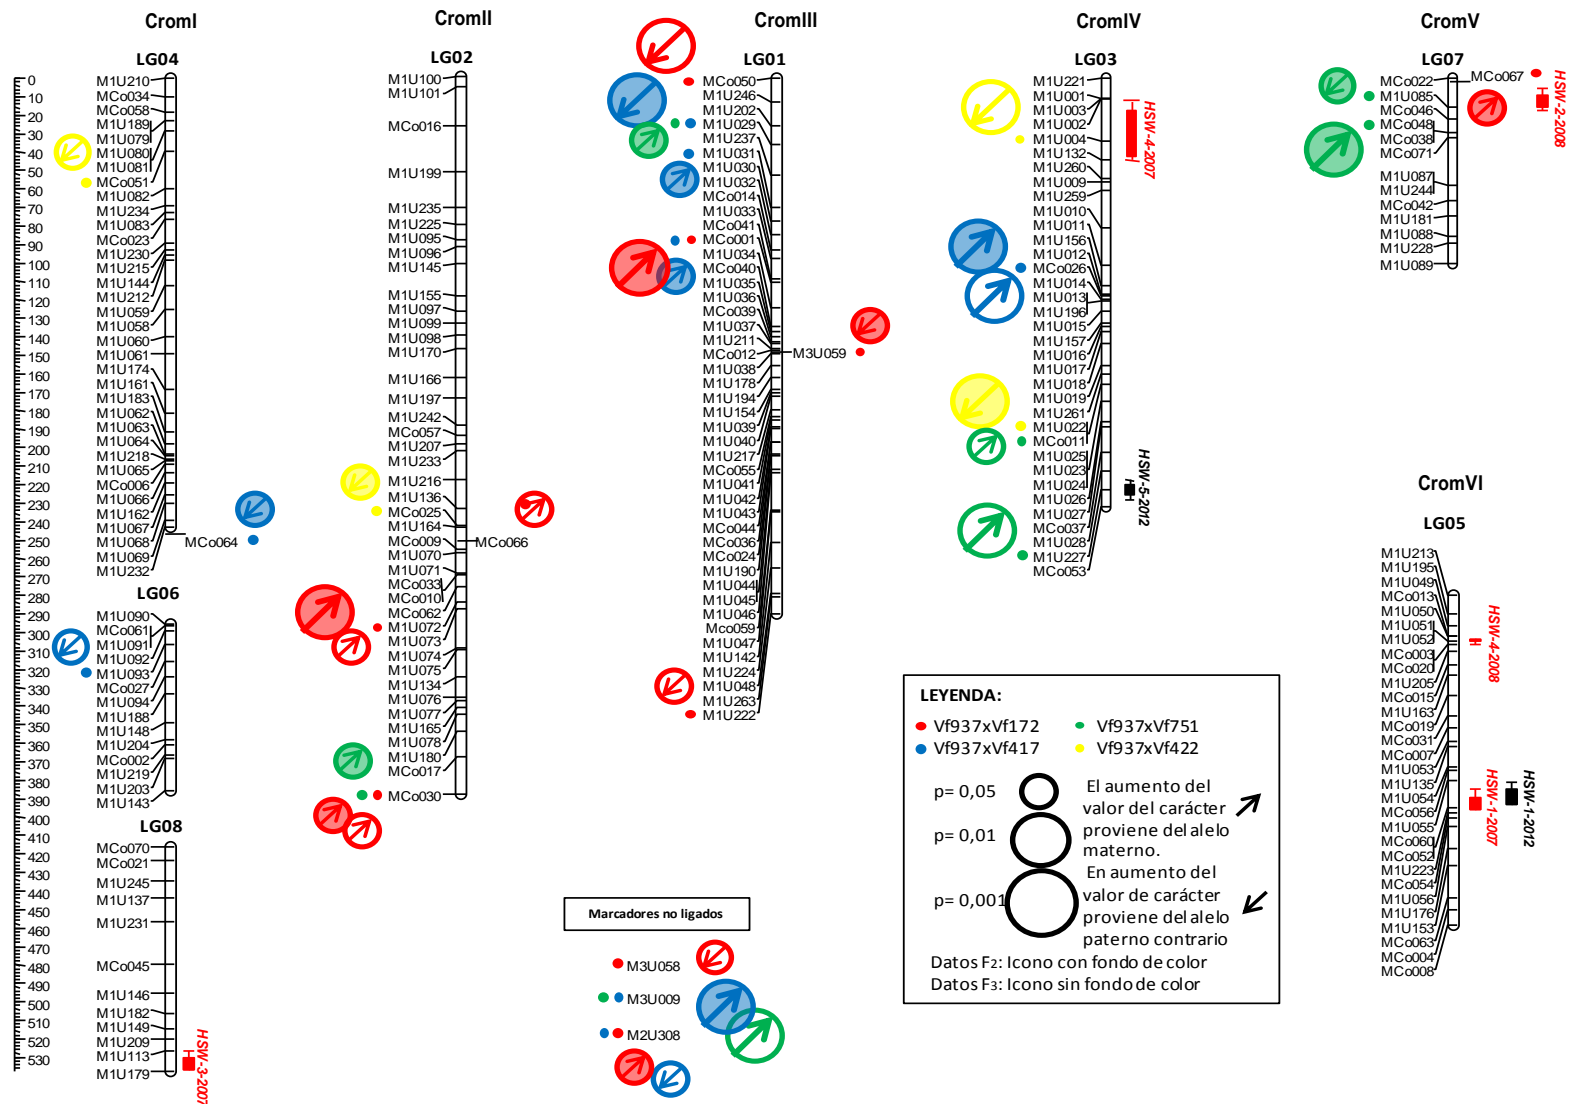 CromI
LG04
0
10
20
30
40
50
60
70
80
90
100
110
120
130
140
150
160
170
180
190
200
210
220
230
240
250
260
270
280
290
300
310
320
330
340
350
360
370
380
390
400
410
420
430
440
450
460
470
480
490
500
510
520
530
M1U210
MCo034
MCo058
M1U189
M1U079
M1U080
M1U081
MCo051
M1U082
M1U234
M1U083
MCo023
M1U230
M1U215
M1U144
M1U212
M1U059
M1U058
M1U060
M1U061
M1U174
M1U161
M1U183
M1U062
M1U063
M1U064
M1U218
M1U065
MCo006
M1U066
M1U162
M1U067
M1U068
M1U069
M1U232
MCo064
LG06
M1U090
MCo061
M1U091
M1U092
M1U093
MCo027
M1U094
M1U188
M1U148
M1U204
MCo002
M1U219
M1U203
M1U143
LG08
MCo070
MCo021
M1U245
M1U137
M1U231
MCo045
M1U146
M1U182
M1U149
M1U209
M1U113
M1U179
HSW-3-2007
CromII
LG02
M1U100
M1U101
MCo016
M1U199
M1U235
M1U225
M1U095
M1U096
M1U145
M1U155
M1U097
M1U099
M1U098
M1U170
M1U166
M1U197
M1U242
MCo057
M1U207
M1U233
M1U216
M1U136
MCo025
M1U164
MCo009
M1U070
M1U071
MCo033
MCo010
MCo062
M1U072
M1U073
M1U074
M1U075
M1U134
M1U076
M1U077
M1U165
M1U078
M1U180
MCo017
MCo030
MCo066
CromIII
LG01
MCo050
M1U246
M1U202
M1U029
M1U237
M1U031
M1U030
M1U032
MCo014
M1U033
MCo041
MCo001
M1U034
MCo040
M1U035
M1U036
MCo039
M1U037
M1U211
MCo012
M1U038
M1U178
M1U194
M1U154
M1U039
M1U040
M1U217
MCo055
M1U041
M1U042
M1U043
MCo044
MCo036
MCo024
M1U190
M1U044
M1U045
M1U046
Mco059
M1U047
M1U142
M1U224
M1U048
M1U263
M1U222
M3U059
CromIV
LG03
M1U221
M1U001
M1U003
M1U002
M1U004
M1U132
M1U260
M1U009
M1U259
M1U010
M1U011
M1U156
M1U012
MCo026
M1U014
M1U013
M1U196
M1U015
M1U157
M1U016
M1U017
M1U018
M1U019
M1U261
M1U022
MCo011
M1U025
M1U023
M1U024
M1U026
M1U027
MCo037
M1U028
M1U227
MCo053
HSW-4-2007
HSW-5-2012
CromV
LG07
MCo022
M1U085
MCo046
MCo048
MCo038
MCo071
M1U087
M1U244
MCo042
M1U181
M1U088
M1U228
M1U089
MCo067
HSW-2-2008
CromVI
LG05
M1U213
M1U195
M1U049
MCo013
M1U050
M1U051
M1U052
MCo003
MCo020
M1U205
MCo015
M1U163
MCo019
MCo031
MCo007
M1U053
M1U135
M1U054
MCo056
M1U055
MCo060
MCo052
M1U223
MCo054
M1U056
M1U176
M1U153
MCo063
MCo004
MCo008
HSW-4-2008
HSW-1-2007
HSW-1-2012
Marcadores no ligados
M3U058
M3U009
M2U308
LEYENDA:
Vf937xVf172
Vf937xVf751
Vf937xVf417
Vf937xVf422
p= 0,05
p= 0,01
p= 0,001
El aumento del
valor del carácter
proviene del alelo
materno.
En aumento del
valor de carácter
proviene del alelo
paterno contrario
Datos F2: Icono con fondo de color
Datos F3: Icono sin fondo de color